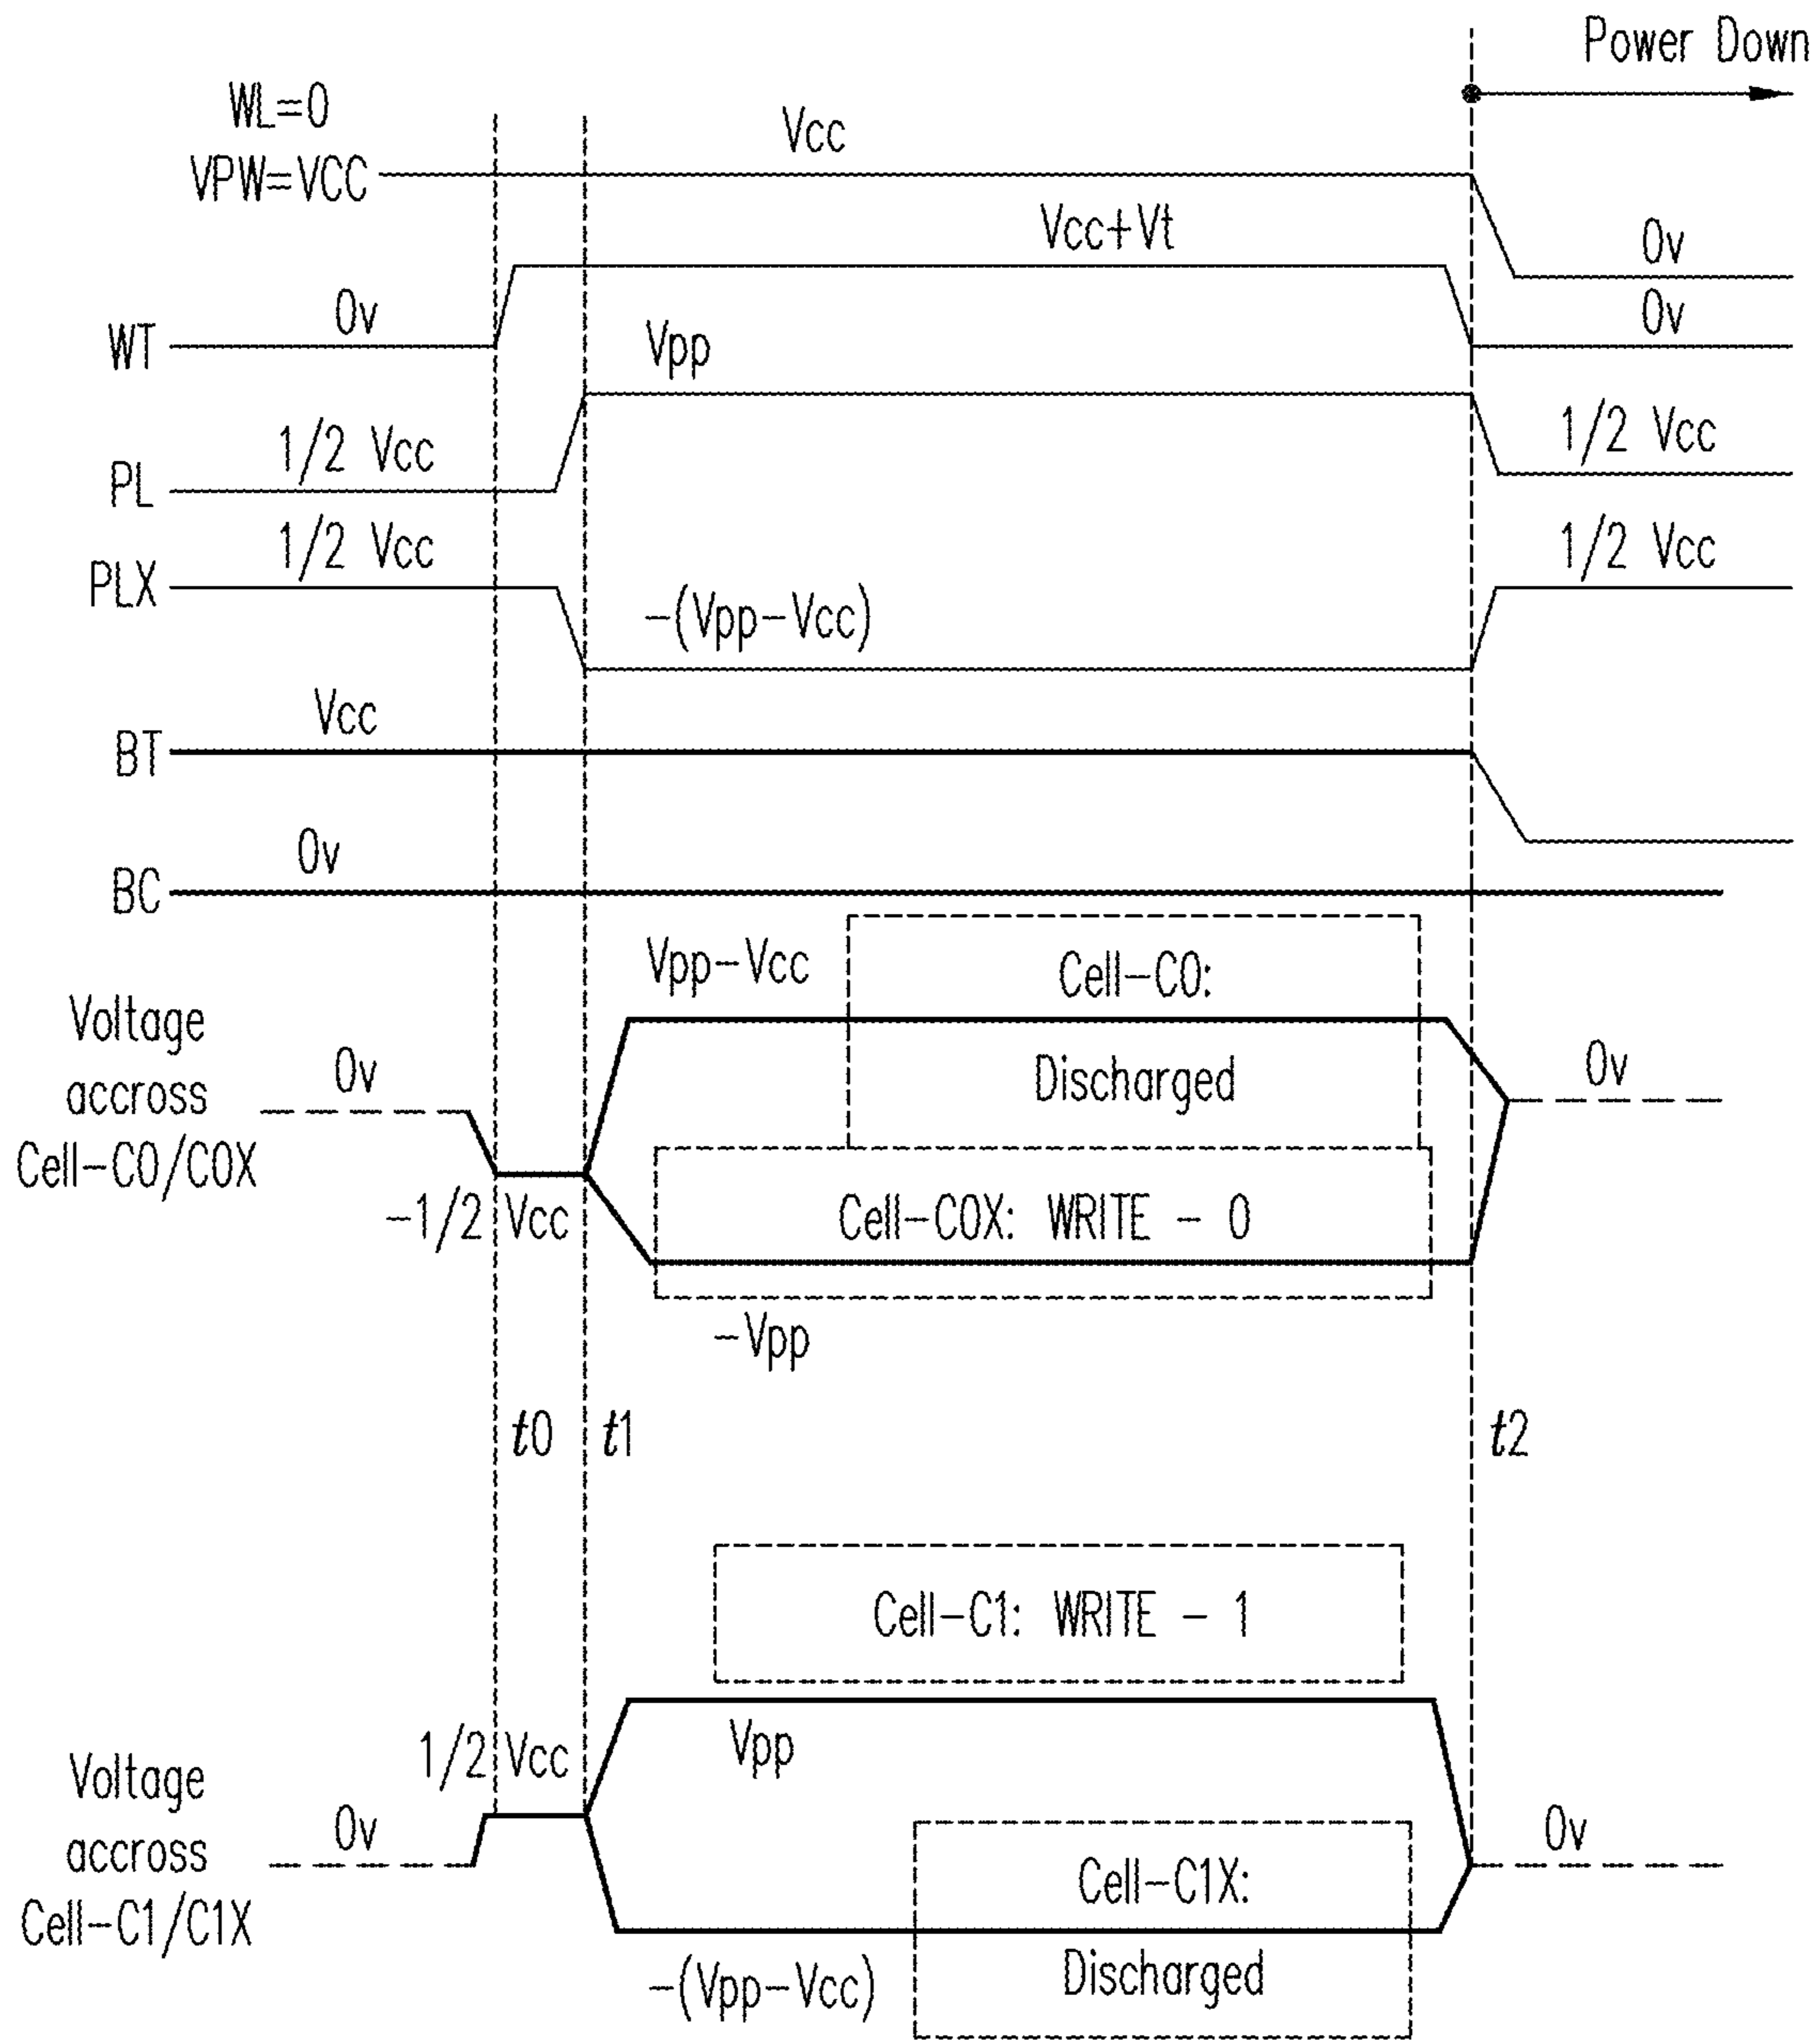 Power Down
WL=0
VPW=VCC
Vcc
Vcc+Vt
0v
WT
0v
0v
Vpp
PL
1/2 Vcc
1/2 Vcc
PLX
1/2 Vcc
1/2 Vcc
-(Vpp-Vcc)
BT
Vcc
BC
0v
Vpp-Vcc
Cell-C0:
Discharged
Voltage
accross
Cell-C0/C0X
0v
0v
-1/2 Vcc
Cell-C0X: WRITE - 0
-Vpp
t0
t1
t2
Cell-C1: WRITE - 1
1/2 Vcc
Vpp
Voltage
accross
Cell-C1/C1X
0v
0v
Cell-C1X:
Discharged
-(Vpp-Vcc)